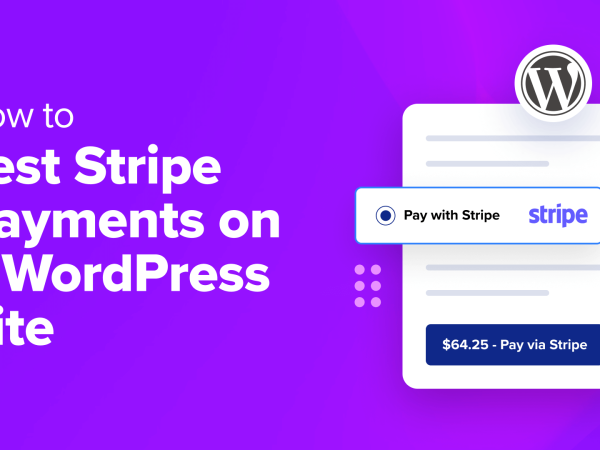 ow to
est Stripe
ayments on
WordPress
ite
W
Pay with Stripe
stripe
$64.25 - Pay via Stripe